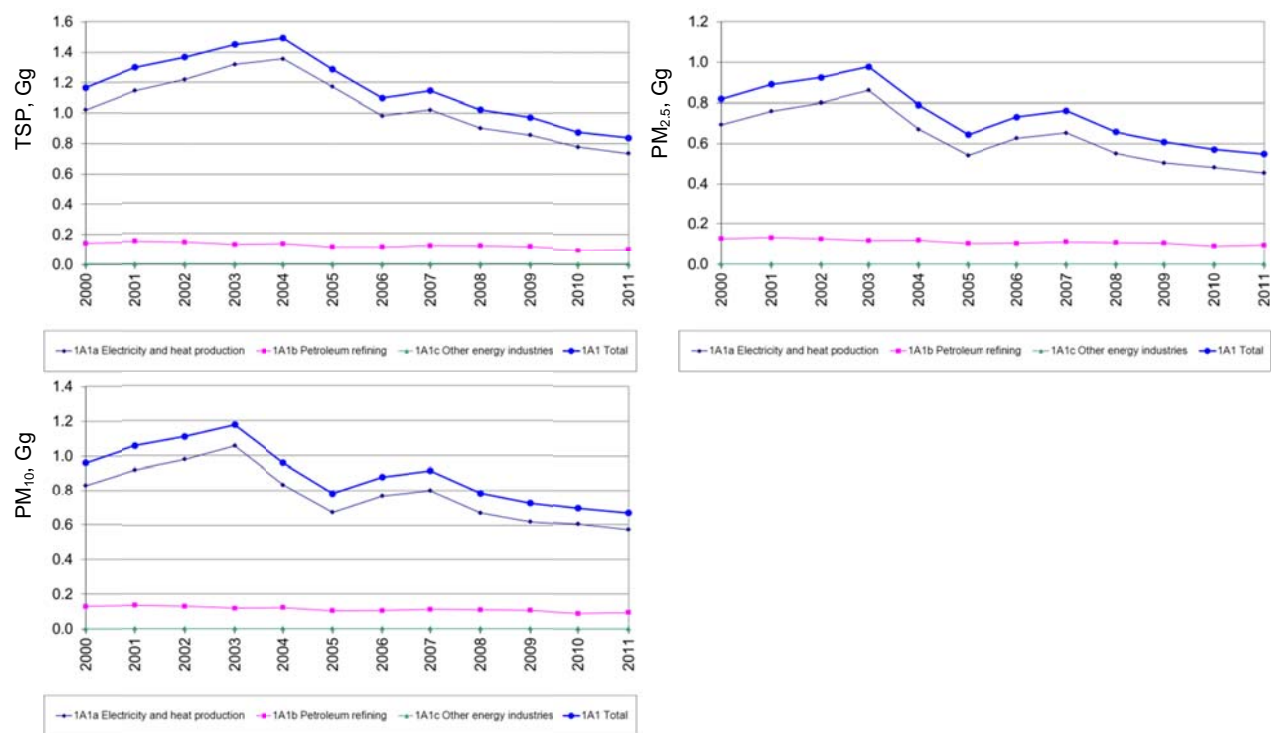 TSP, Gg
1.6
1.4
1.2
1.0
0.8
0.6
0.4
0.2
0.0
2000 2001 2002 2003 2004 2005 2006 2007 2008 2009 2010 2011
1A1a Electricity and heat production 1A1b Petroleum refining 1A1c Other energy industries 1A1 Total
PM2.5, Gg
1.2
1.0
0.8
0.6
0.4
0.2
0.0
2000 2001 2002 2003 2004 2005 2006 2007 2008 2009 2010 2011
1A1a Electricity and heat production 1A1b Petroleum refining 1A1c Other energy industries 1A1 Total
PM10, Gg
1.4
1.2
1.0
0.8
0.6
0.4
0.2
0.0
2000 2001 2002 2003 2004 2005 2006 2007 2008 2009 2010 2011
1A1a Electricity and heat production 1A1b Petroleum refining 1A1c Other energy industries 1A1 Total